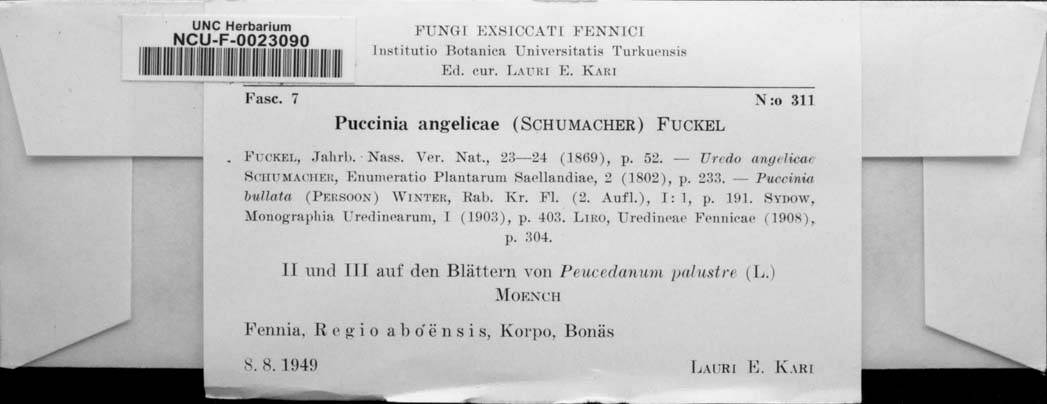 UNC Herbarium
NCU-F-0023090
FUNGI EXSICCATI FENNICI
Institutio Botanica Universitatis Turkuensis
Ed. cur. LAURI E. KARI
Fasc. 7 N:o 311
Puccinia angelicae (SCHUMACHER) FUCKEL
FUCKEL, Jahrb. Nass. Ver. Nat., 23—24 (1869), p. 52. — Uredo angelicae
SCHUMACHER, Enumeratio Plantarum Saellandiae, 2 (1802), p. 233. — Puccinia
bullata (PERSOON) WINTER, Rab. Kr. Fl. (2. Aufl.), I: 1, p. 191. SYDOW,
Monographia Uredinearum, I (1903), p. 403. LIRO, Uredineae Fennicae (1908),
p. 304.
II und III auf den Blättern von Peucedanum palustre (L.)
MOENCH
Fennia, Regio aboënsis, Korpo, Bonäs
8. 8. 1949 LAURI E. KARI